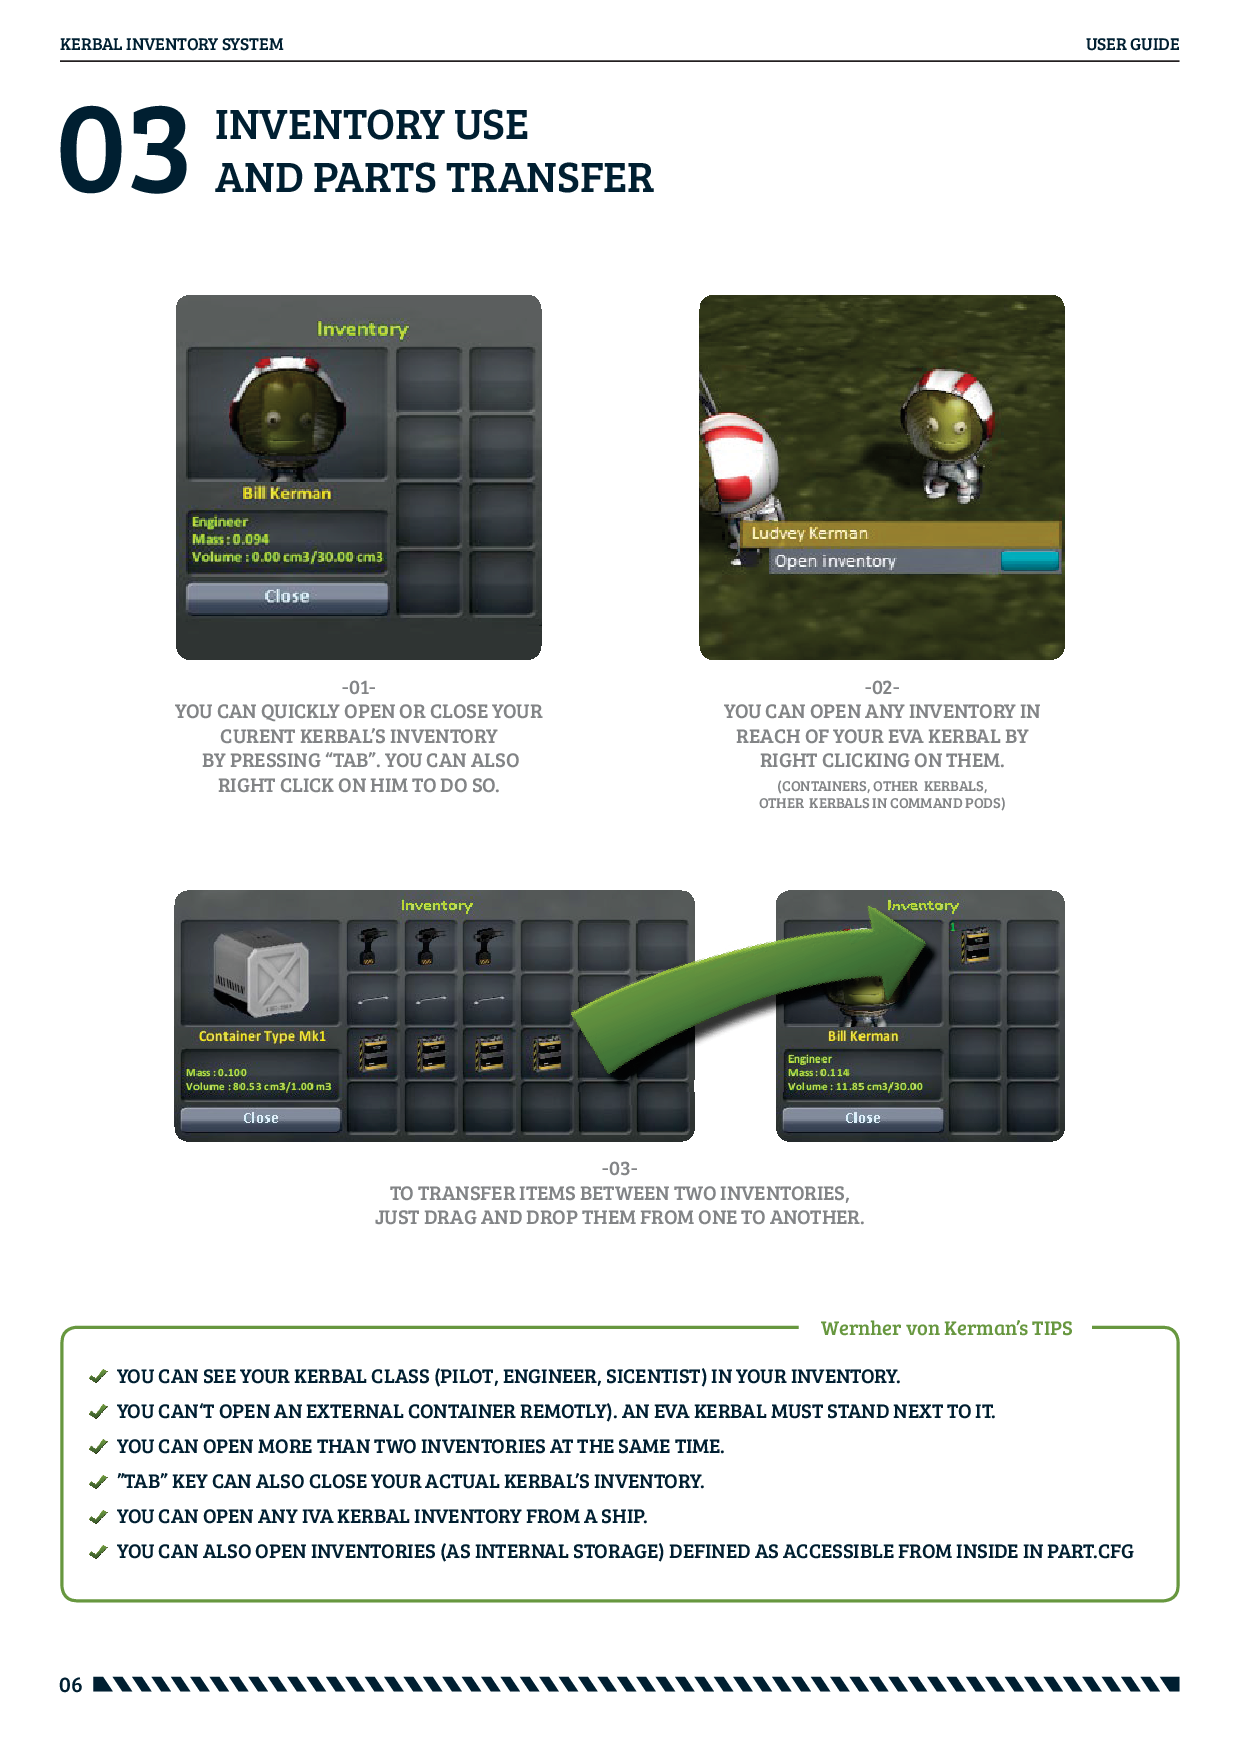 KERBAL INVENTORY SYSTEM
USER GUIDE
03
INVENTORY USE
AND PARTS TRANSFER
Inventory
Bill Kerman
Engineer
Mass : 0.094
Volume : 0.00 cm3/30.00 cm3
Close
Ludvey Kerman
Open inventory
-01-
YOU CAN QUICKLY OPEN OR CLOSE YOUR
CURENT KERBAL'S INVENTORY
BY PRESSING “TAB”. YOU CAN ALSO
RIGHT CLICK ON HIM TO DO SO.
-02-
YOU CAN OPEN ANY INVENTORY IN
REACH OF YOUR EVA KERBAL BY
RIGHT CLICKING ON THEM.
(CONTAINERS, OTHER KERBALS,
OTHER KERBALS IN COMMAND PODS)
Inventory
Container Type Mk1
Mass : 0.100
Volume : 80.53 cm3/1.00 m3
Close
Inventory
1
Bill Kerman
Engineer
Mass : 0.114
Volume : 11.85 cm3/30.00
Close
-03-
TO TRANSFER ITEMS BETWEEN TWO INVENTORIES,
JUST DRAG AND DROP THEM FROM ONE TO ANOTHER.
Wernher von Kerman's TIPS
YOU CAN SEE YOUR KERBAL CLASS (PILOT, ENGINEER, SICENTIST) IN YOUR INVENTORY.
YOU CAN'T OPEN AN EXTERNAL CONTAINER REMOTLY). AN EVA KERBAL MUST STAND NEXT TO IT.
YOU CAN OPEN MORE THAN TWO INVENTORIES AT THE SAME TIME.
”TAB” KEY CAN ALSO CLOSE YOUR ACTUAL KERBAL'S INVENTORY.
YOU CAN OPEN ANY IVA KERBAL INVENTORY FROM A SHIP.
YOU CAN ALSO OPEN INVENTORIES (AS INTERNAL STORAGE) DEFINED AS ACCESSIBLE FROM INSIDE IN PART.CFG
06